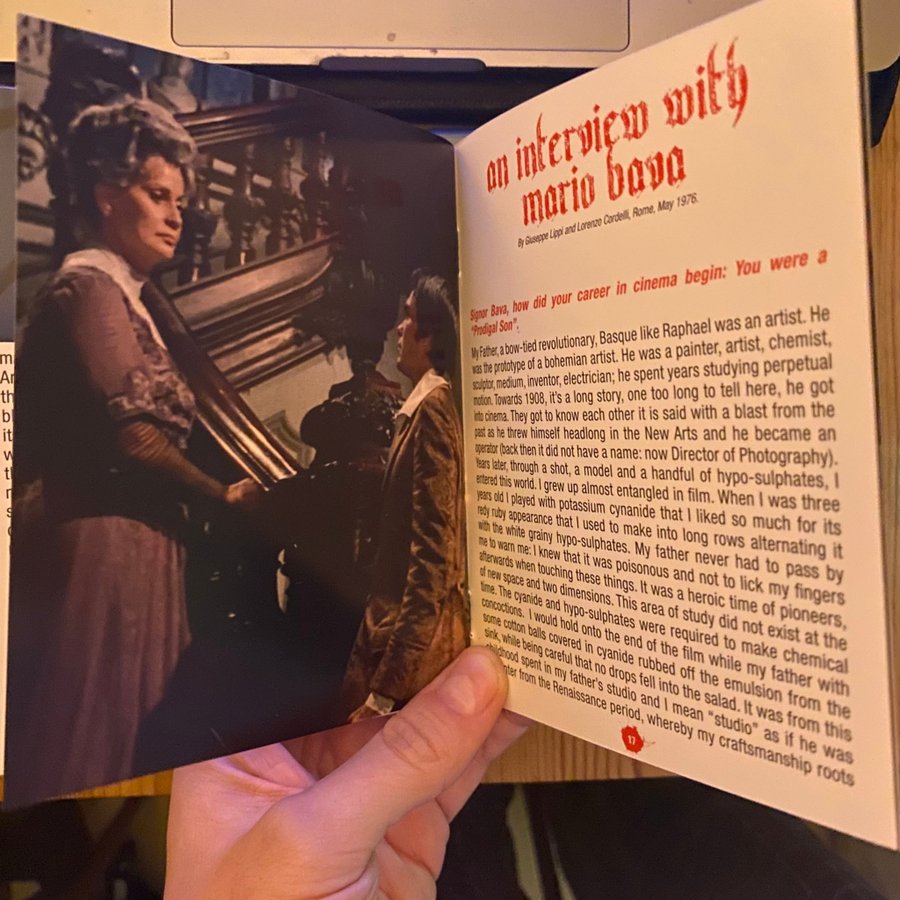 an interview with
mario bava
By Giuseppe Lippi and Lorenzo Cordelli, Rome, May 1976.
Signor Bava, how did your career in cinema begin: You were a
"Prodigal Son".
My Father, a bow-tied revolutionary, Basque like Raphael was an artist. He
was the prototype of a bohemian artist. He was a painter, artist, chemist,
sculptor, medium, inventor, electrician; he spent years studying perpetual
motion. Towards 1908, it's a long story, one too long to tell here, he got
into cinema. They got to know each other it is said with a blast from the
past as he threw himself headlong in the New Arts and he became an
operator (back then it did not have a name: now Director of Photography).
Years later, through a shot, a model and a handful of hypo-sulphates, I
entered this world. I grew up almost entangled in film. When I was three
years old I played with potassium cynanide that I liked so much for its
redy ruby appearance that I used to make into long rows alternating it
with the white grainy hypo-sulphates. My father never had to pass by
me to warn me: I knew that it was poisonous and not to lick my fingers
afterwards when touching these things. It was a heroic time of pioneers,
of new space and two dimensions. This area of study did not exist at the
time. The cyanide and hypo-sulphates were required to make chemical
concoctions. I would hold onto the end of the film while my father with
some cotton balls covered in cyanide rubbed off the emulsion from the
sink, while being careful that no drops fell into the salad. It was from this
childhood spent in my father's studio and I mean "studio" as if he was
from the Renaissance period, whereby my craftsmanship roots
17